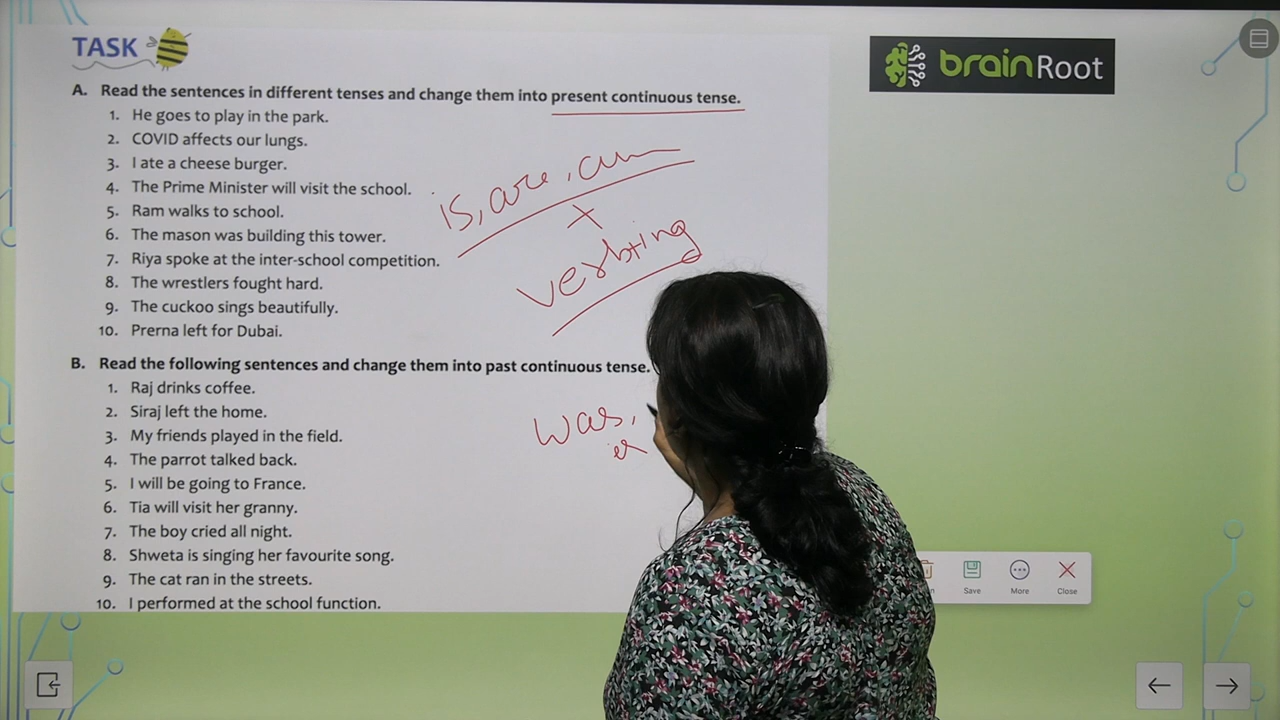 TASK
brainRoot
A. Read the sentences in different tenses and change them into present continuous tense.
1. He goes to play in the park.
2. COVID affects our lungs.
3. I ate a cheese burger.
4. The Prime Minister will visit the school.
5. Ram walks to school.
6. The mason was building this tower.
7. Riya spoke at the inter-school competition.
8. The wrestlers fought hard.
9. The cuckoo sings beautifully.
10. Prerna left for Dubai.
is, are, am
+
verb+ing
B. Read the following sentences and change them into past continuous tense.
1. Raj drinks coffee.
2. Siraj left the home.
3. My friends played in the field.
4. The parrot talked back.
5. I will be going to France.
6. Tia will visit her granny.
7. The boy cried all night.
8. Shweta is singing her favourite song.
9. The cat ran in the streets.
10. I performed at the school function.
was,
Save
More
Close